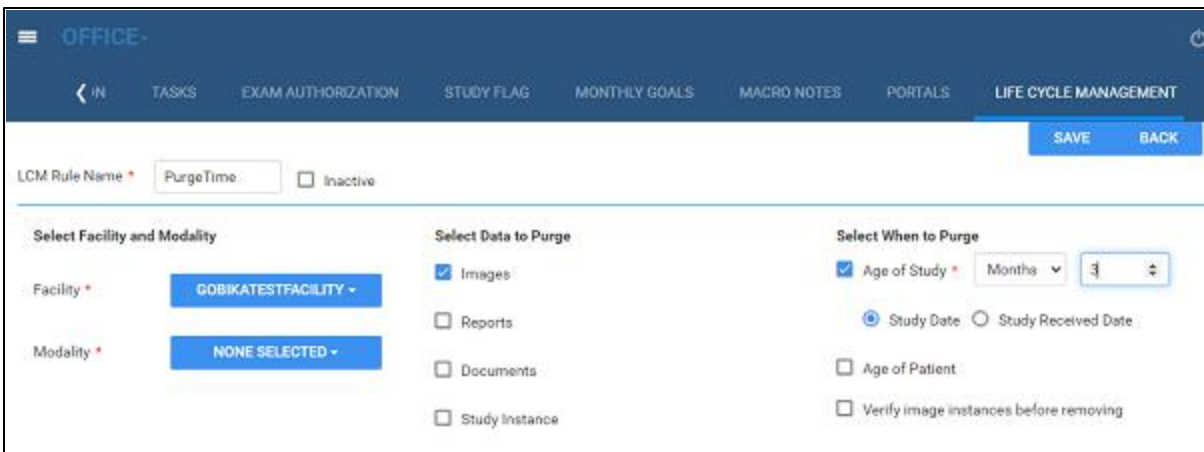 OFFICE-
IN TASKS EXAM AUTHORIZATION STUDY FLAG MONTHLY GOALS MACRO NOTES PORTALS LIFE CYCLE MANAGEMENT
SAVE BACK
LCM Rule Name * PurgeTime Inactive
Select Facility and Modality Select Data to Purge Select When to Purge
Images Age of Study * Months 3
Facility * GOBIKATESTFACILITY
Reports Study Date Study Received Date
Modality * NONE SELECTED
Documents Age of Patient
Study Instance Verify image instances before removing